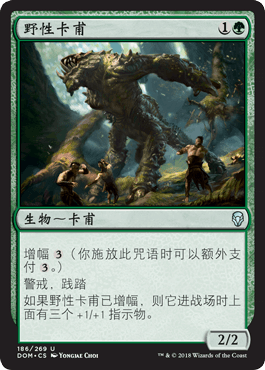 野性卡甫 1
生物～卡甫
增幅 3（你施放此咒语时可以额外
支付 3。）
警戒，践踏
如果野性卡甫已增幅，则它进战场时上
面有三个 +1/+1 指示物。
2/2
186/269 U
DOM • CS YONGJAE CHOI
™ & © 2018 Wizards of the Coast